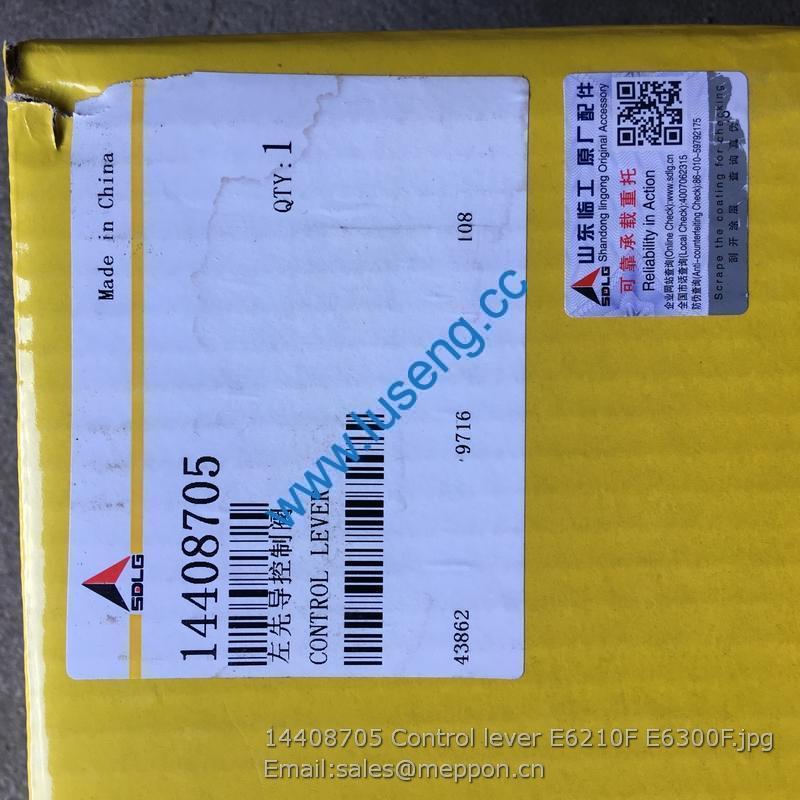 Made in China
SDLG
14408705
左先导控制阀
QTY:1
CONTROL LEVER
43862
9716
108
SDLG
山东临工 原厂配件
Shandong lingong Original Accessory
可靠承载重托
Reliability in Action
企业网站查询(Online Check):www.sdlg.cn
全国市话查询(Local Check):4007062315
防伪查询(Anti-counterfeiting Check):86-010-59792175
Scrape the coating for checking
刮开涂层 查询真伪
www.luseng.cc
14408705 Control lever E6210F E6300F.jpg
Email:sales@meppon.cn